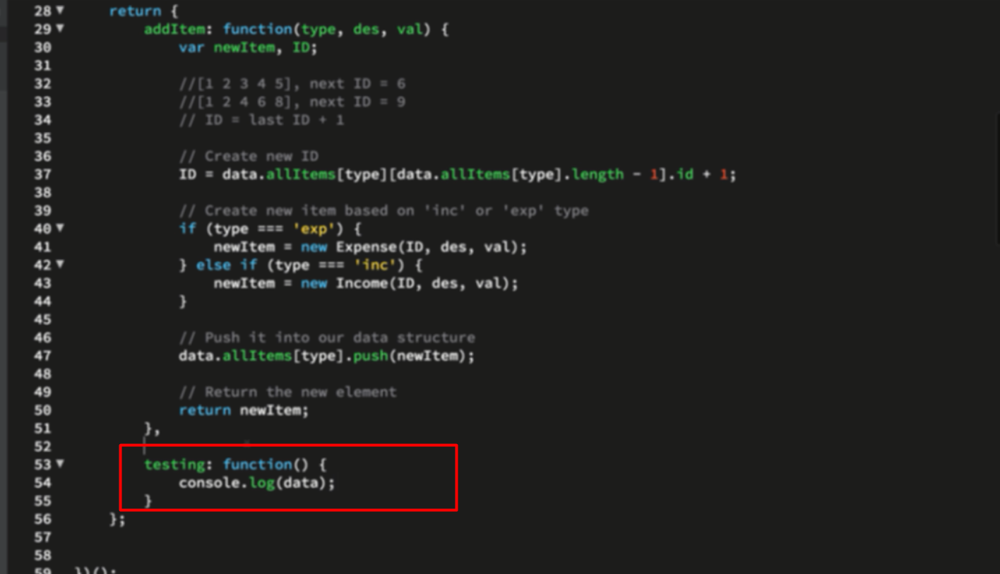 28 return {
29 addItem: function(type, des, val) {
30 var newItem, ID;
31
32 //[1 2 3 4 5], next ID = 6
33 //[1 2 4 6 8], next ID = 9
34 // ID = last ID + 1
35
36 // Create new ID
37 ID = data.allItems[type][data.allItems[type].length - 1].id + 1;
38
39 // Create new item based on 'inc' or 'exp' type
40 if (type === 'exp') {
41 newItem = new Expense(ID, des, val);
42 } else if (type === 'inc') {
43 newItem = new Income(ID, des, val);
44 }
45
46 // Push it into our data structure
47 data.allItems[type].push(newItem);
48
49 // Return the new element
50 return newItem;
51 },
52
53 testing: function() {
54 console.log(data);
55 }
56 };
57
58
59 })();